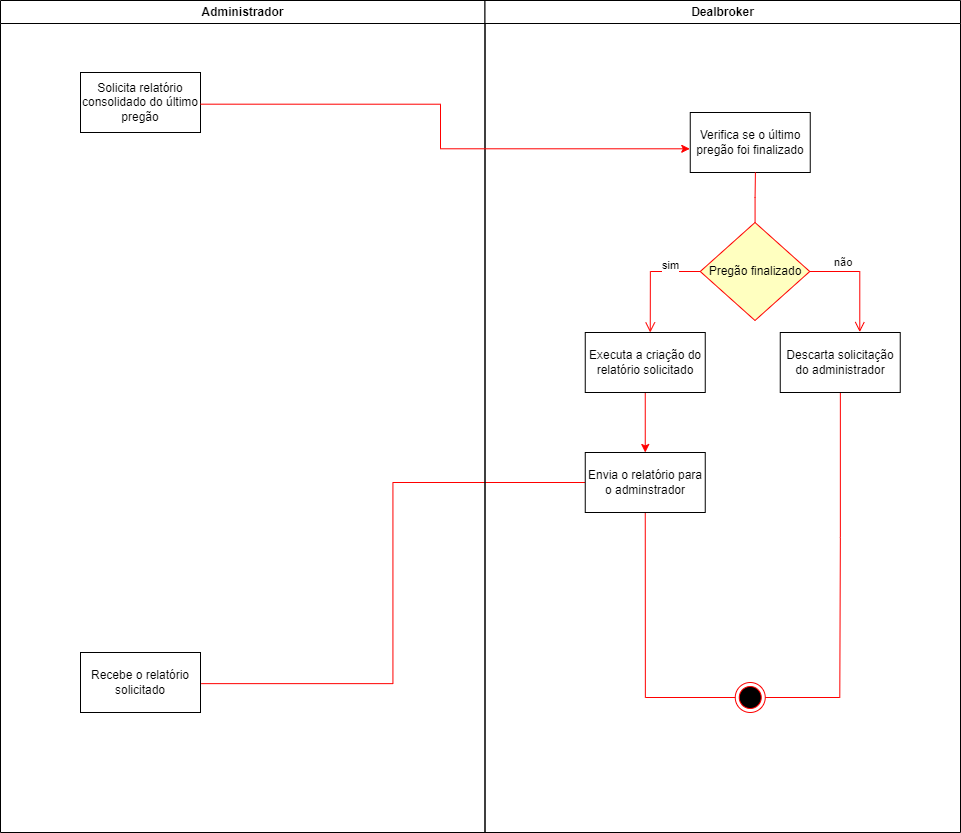 Administrador
Dealbroker
Solicita relatório
consolidado do último
pregão
Verifica se o último
pregão foi finalizado
Pregão finalizado
sim
não
Executa a criação do
relatório solicitado
Descarta solicitação
do administrador
Envia o relatório para
o adminstrador
Recebe o relatório
solicitado